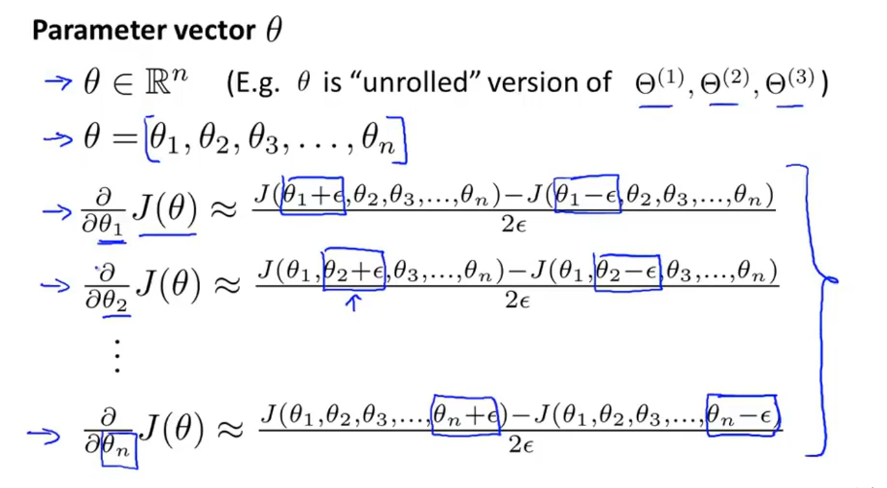 Parameter vector θ
→ θ ∈ ℝⁿ (E.g. θ is “unrolled” version of Θ⁽¹⁾, Θ⁽²⁾, Θ⁽³⁾)
→ θ = [θ₁, θ₂, θ₃, . . . , θₙ]
→ ∂/∂θ₁ J(θ) ≈ (J(θ₁+ϵ,θ₂,θ₃,...,θₙ)−J(θ₁−ϵ,θ₂,θ₃,...,θₙ))/2ϵ
→ ∂/∂θ₂ J(θ) ≈ (J(θ₁,θ₂+ϵ,θ₃,...,θₙ)−J(θ₁,θ₂−ϵ,θ₃,...,θₙ))/2ϵ
⋮
→ ∂/∂θₙ J(θ) ≈ (J(θ₁,θ₂,θ₃,...,θₙ+ϵ)−J(θ₁,θ₂,θ₃,...,θₙ−ϵ))/2ϵ